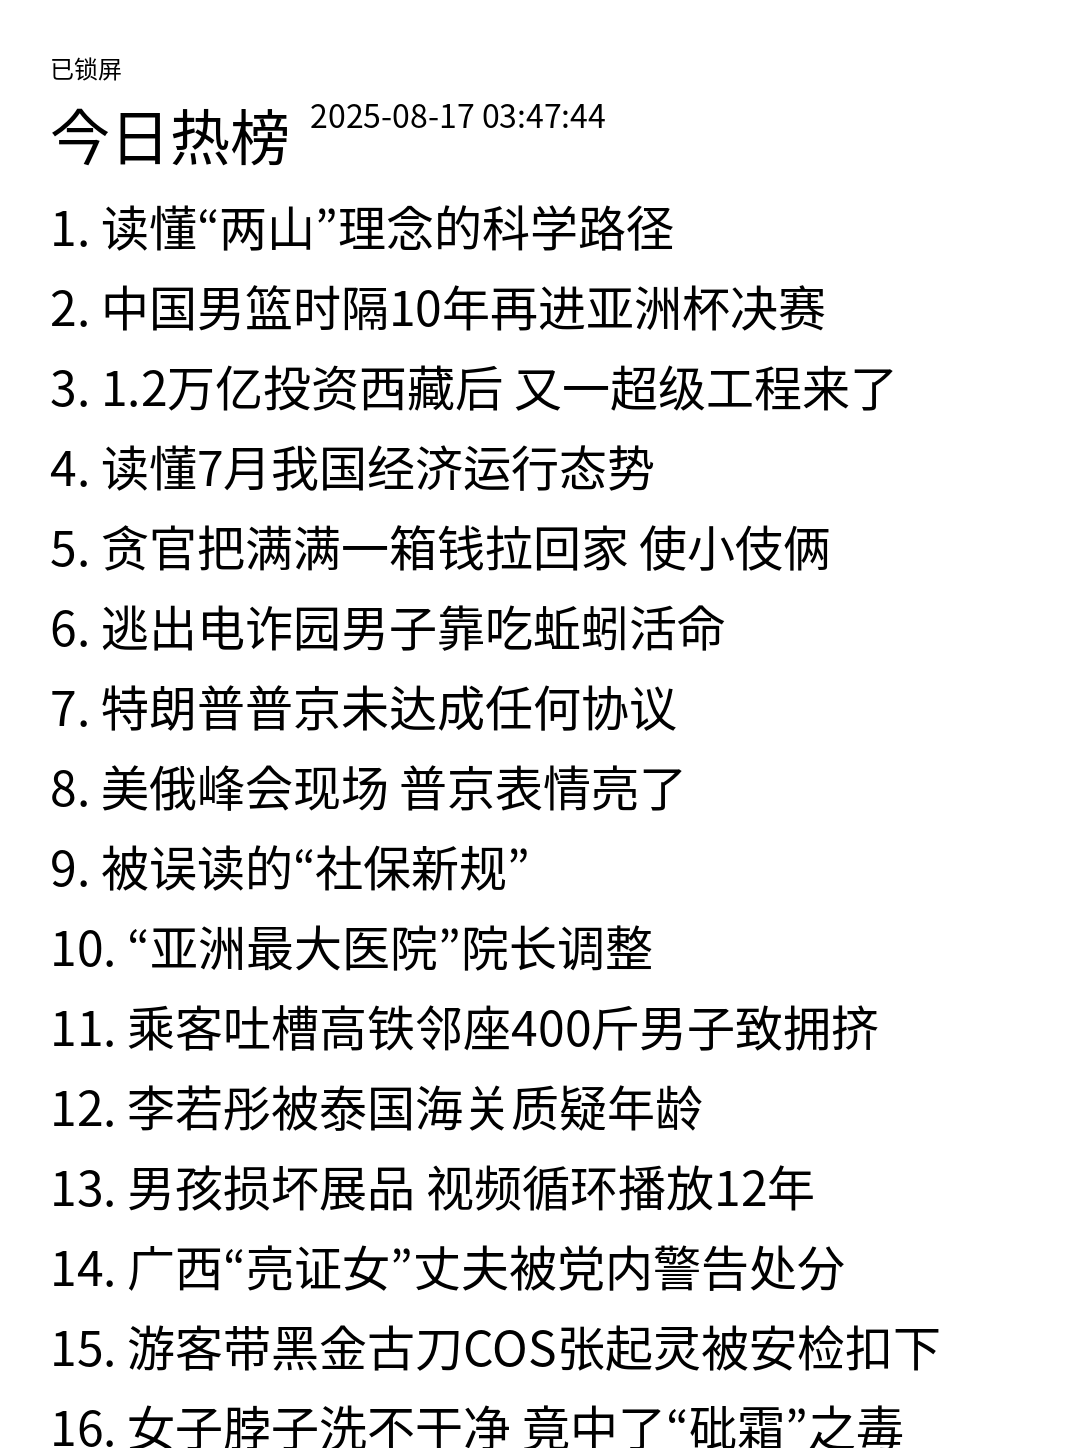 已锁屏
今日热榜 2025-08-17 03:47:44
1. 读懂“两山”理念的科学路径
2. 中国男篮时隔10年再进亚洲杯决赛
3. 1.2万亿投资西藏后 又一超级工程来了
4. 读懂7月我国经济运行态势
5. 贪官把满满一箱钱拉回家 使小伎俩
6. 逃出电诈园男子靠吃蚯蚓活命
7. 特朗普普京未达成任何协议
8. 美俄峰会现场 普京表情亮了
9. 被误读的“社保新规”
10. “亚洲最大医院”院长调整
11. 乘客吐槽高铁邻座400斤男子致拥挤
12. 李若彤被泰国海关质疑年龄
13. 男孩损坏展品 视频循环播放12年
14. 广西“亮证女”丈夫被党内警告处分
15. 游客带黑金古刀COS张起灵被安检扣下
16. 女子脖子洗不干净 竟中了“砒霜”之毒